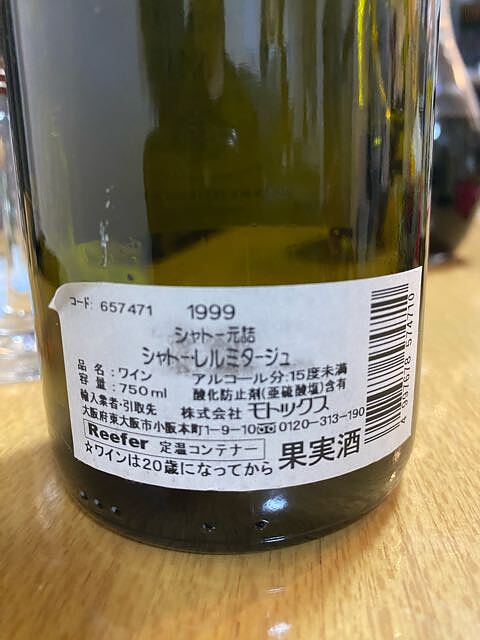 コード: 657471 1999
シャトー元詰
シャトーレルミタージュ
品名:ワイン アルコール分:15度未満
容量:750ml 酸化防止剤(亜硫酸塩)含有
輸入業者・引取先 株式会社 モトックス
大阪府東大阪市小阪本町1-9-10 0120-313-190
Reefer 定温コンテナー
☆ワインは20歳になってから 果実酒
4 997678 574710